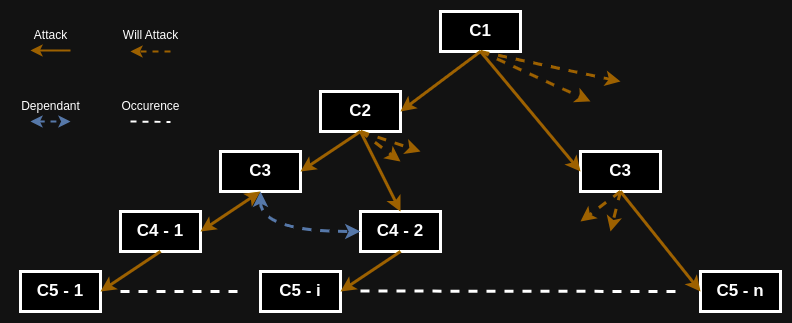 Attack
Will Attack
Dependant
Occurence
C1
C2
C3
C3
C4 - 1
C4 - 2
C5 - 1
C5 - i
C5 - n